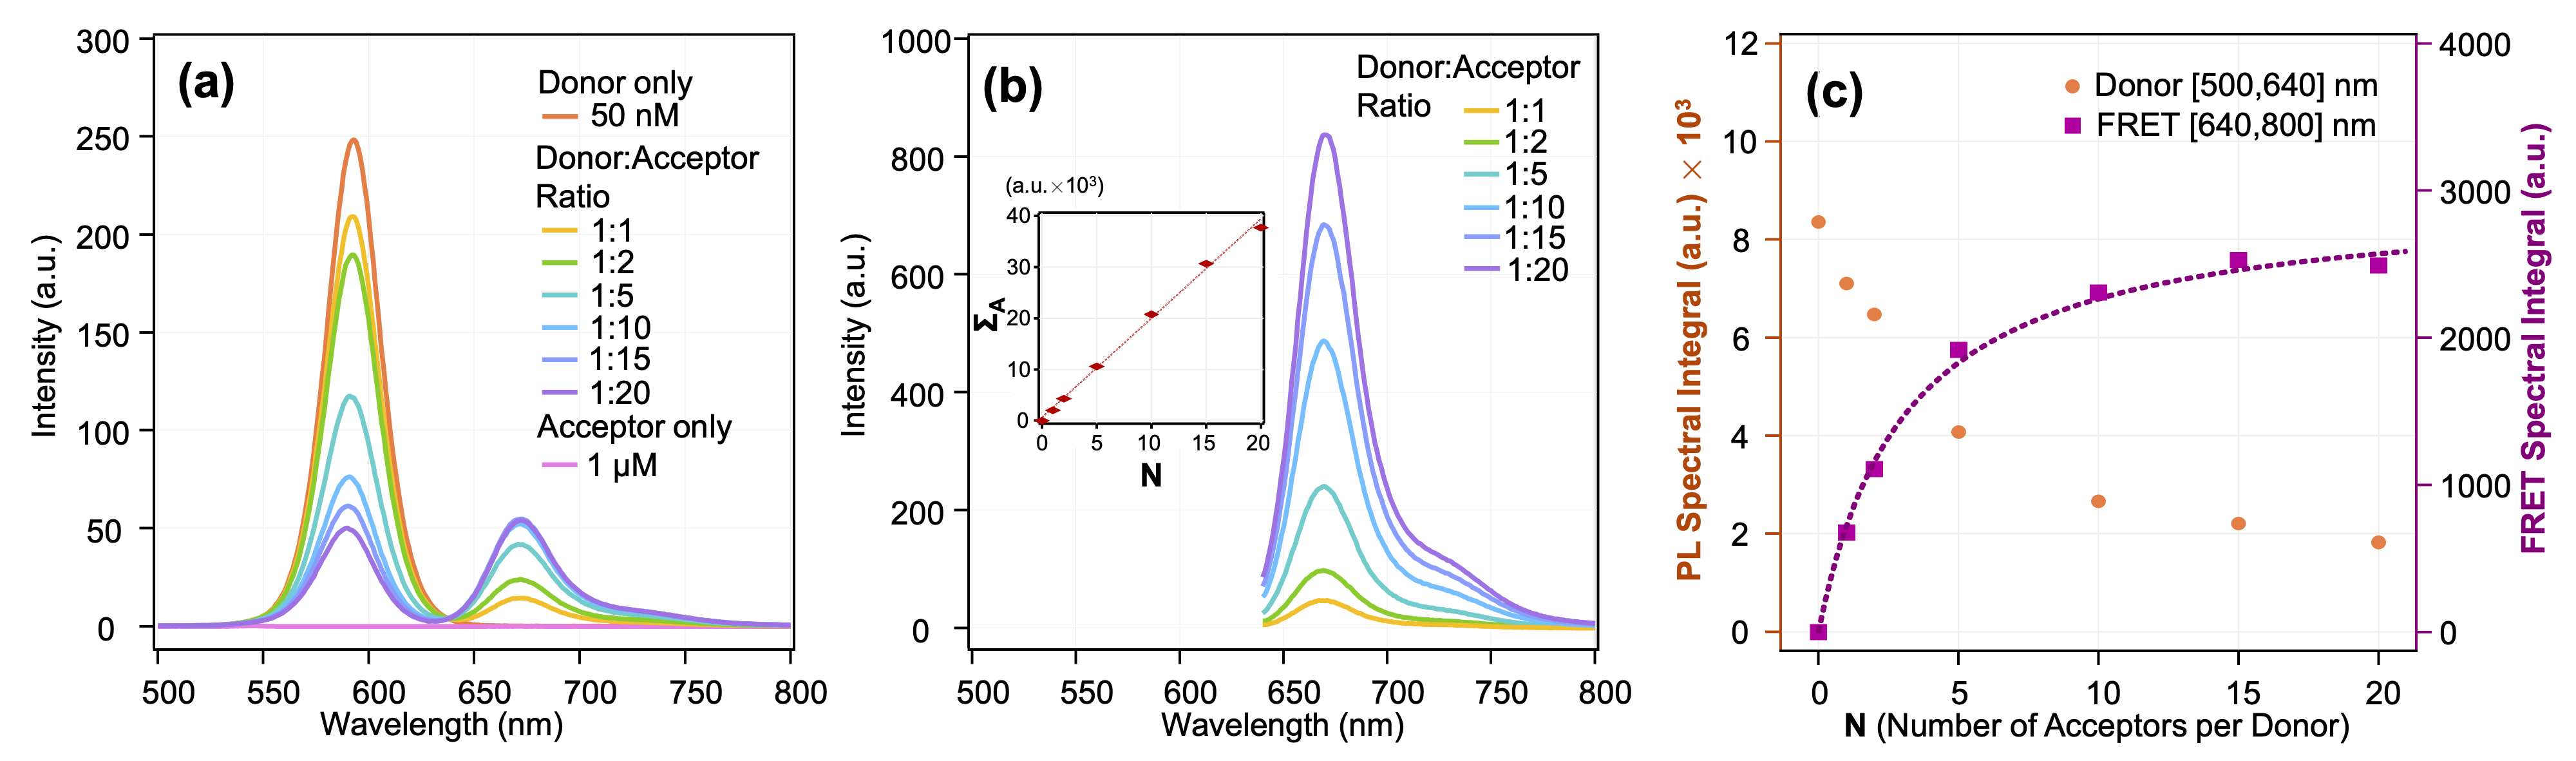 (a)
Intensity (a.u.)
300
250
200
150
100
50
0
Donor only
50 nM
Donor:Acceptor
Ratio
1:1
1:2
1:5
1:10
1:15
1:20
Acceptor only
1 µM
500 550 600 650 700 750 800
Wavelength (nm)
(b)
Intensity (a.u.)
1000
800
600
400
200
0
Donor:Acceptor
Ratio
1:1
1:2
1:5
1:10
1:15
1:20
(a.u.×10³)
ΣA
40
30
20
10
0
0 5 10 15 20
N
500 550 600 650 700 750 800
Wavelength (nm)
(c)
PL Spectral Integral (a.u.) × 10³
12
10
8
6
4
2
0
Donor [500,640] nm
FRET [640,800] nm
4000
3000
2000
1000
0
FRET Spectral Integral (a.u.)
0 5 10 15 20
N (Number of Acceptors per Donor)